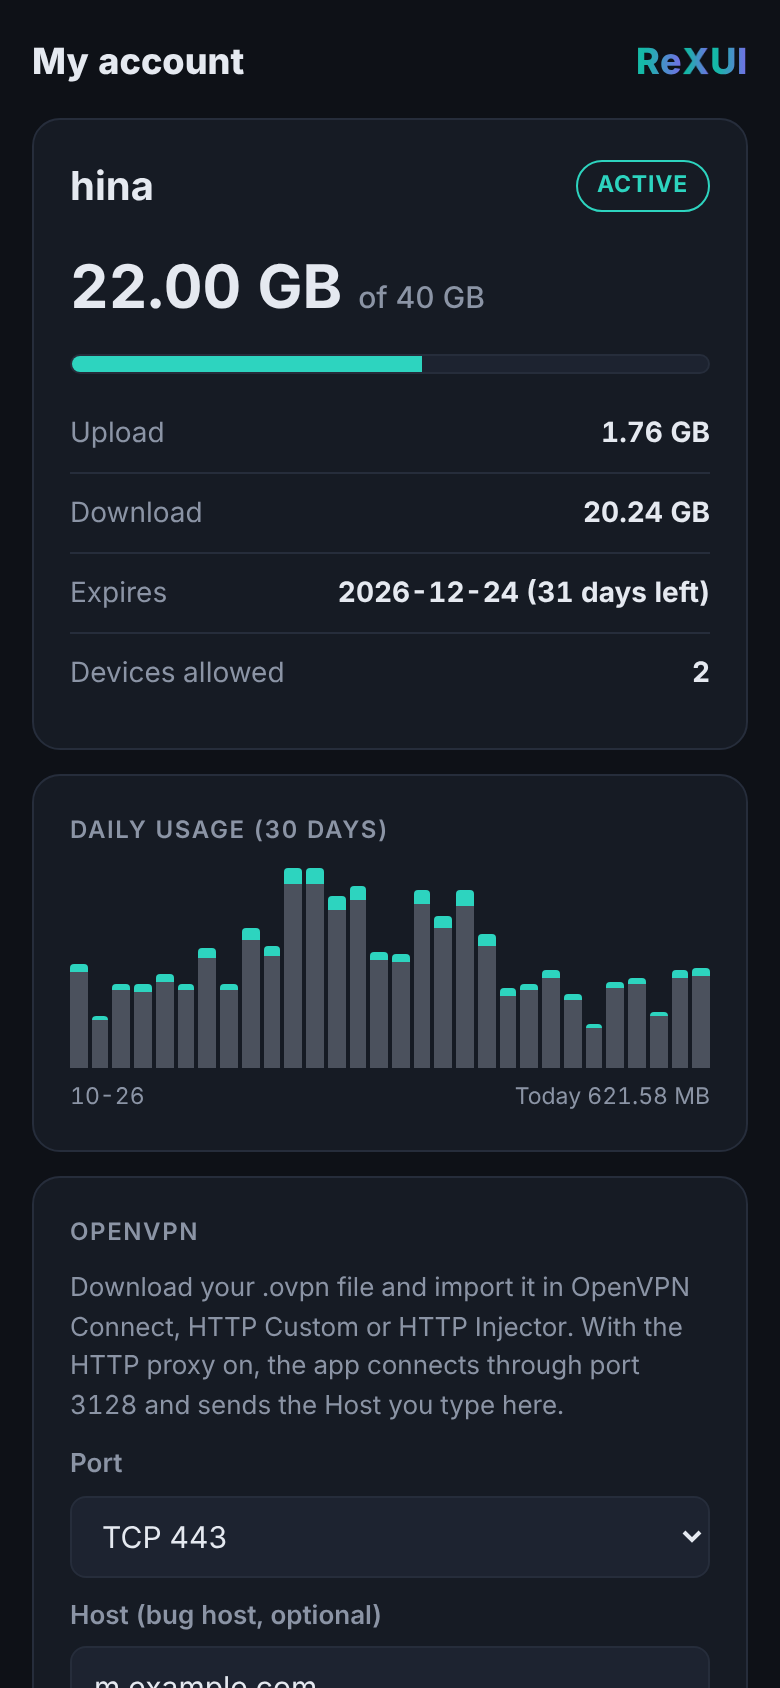 My account
ReXUI
hina
ACTIVE
22.00 GB of 40 GB
Upload 1.76 GB
Download 20.24 GB
Expires 2026-12-24 (31 days left)
Devices allowed 2
DAILY USAGE (30 DAYS)
10-26 Today 621.58 MB
OPENVPN
Download your .ovpn file and import it in OpenVPN
Connect, HTTP Custom or HTTP Injector. With the
HTTP proxy on, the app connects through port
3128 and sends the Host you type here.
Port
TCP 443
Host (bug host, optional)
m.example.com